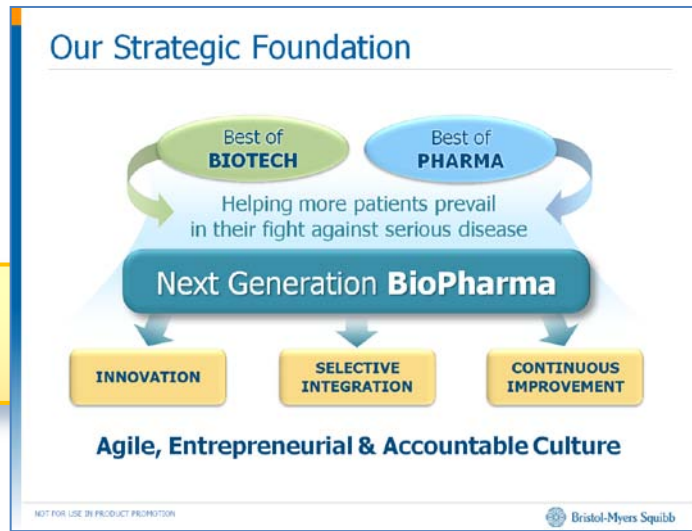 Our Strategic Foundation
Best of
BIOTECH
Best of
PHARMA
Helping more patients prevail
in their fight against serious disease
Next Generation BioPharma
INNOVATION
SELECTIVE
INTEGRATION
CONTINUOUS
IMPROVEMENT
Agile, Entrepreneurial & Accountable Culture
NOT FOR USE IN PRODUCT PROMOTION
Bristol-Myers Squibb